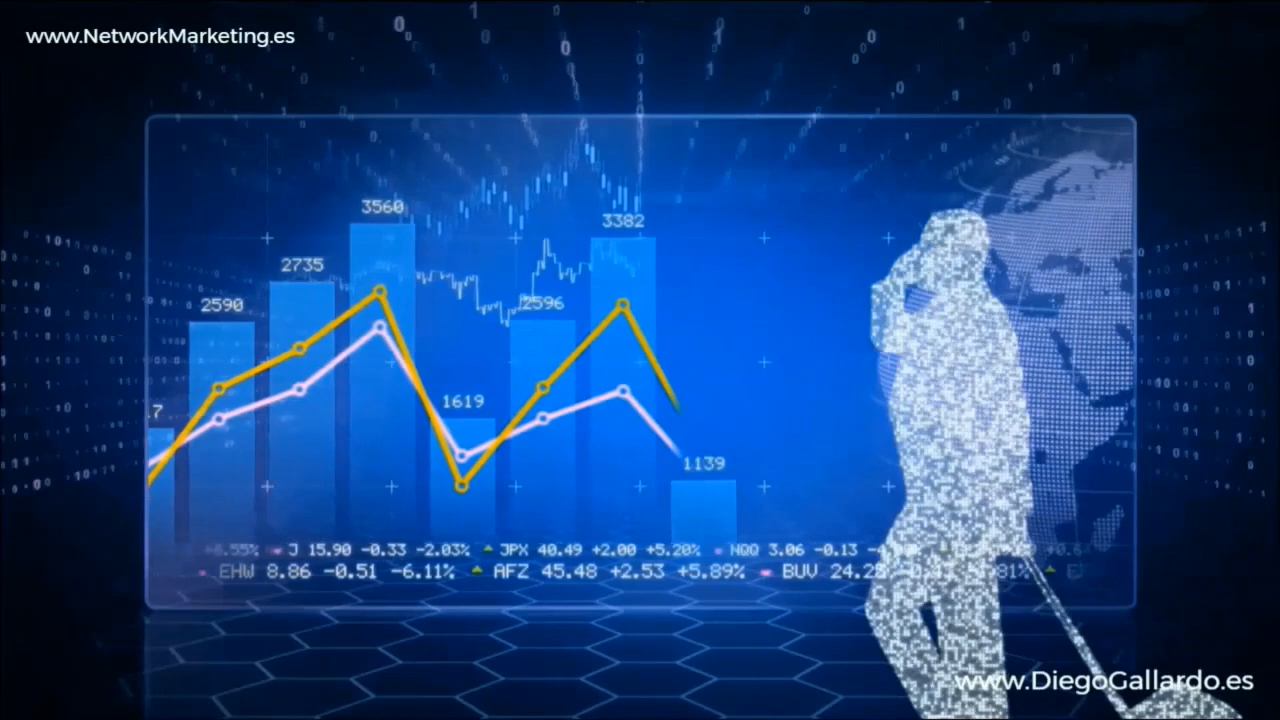 www.NetworkMarketing.es
3560
3382
2735
2590
2596
1619
1139
J 15.90 -0.33 -2.03% JPX 40.49 +2.00 +5.20% NQQ 3.06 -0.13
EHW 8.86 -0.51 -6.11% AFZ 45.48 +2.53 +5.89% BUV
www.DiegoGallardo.es